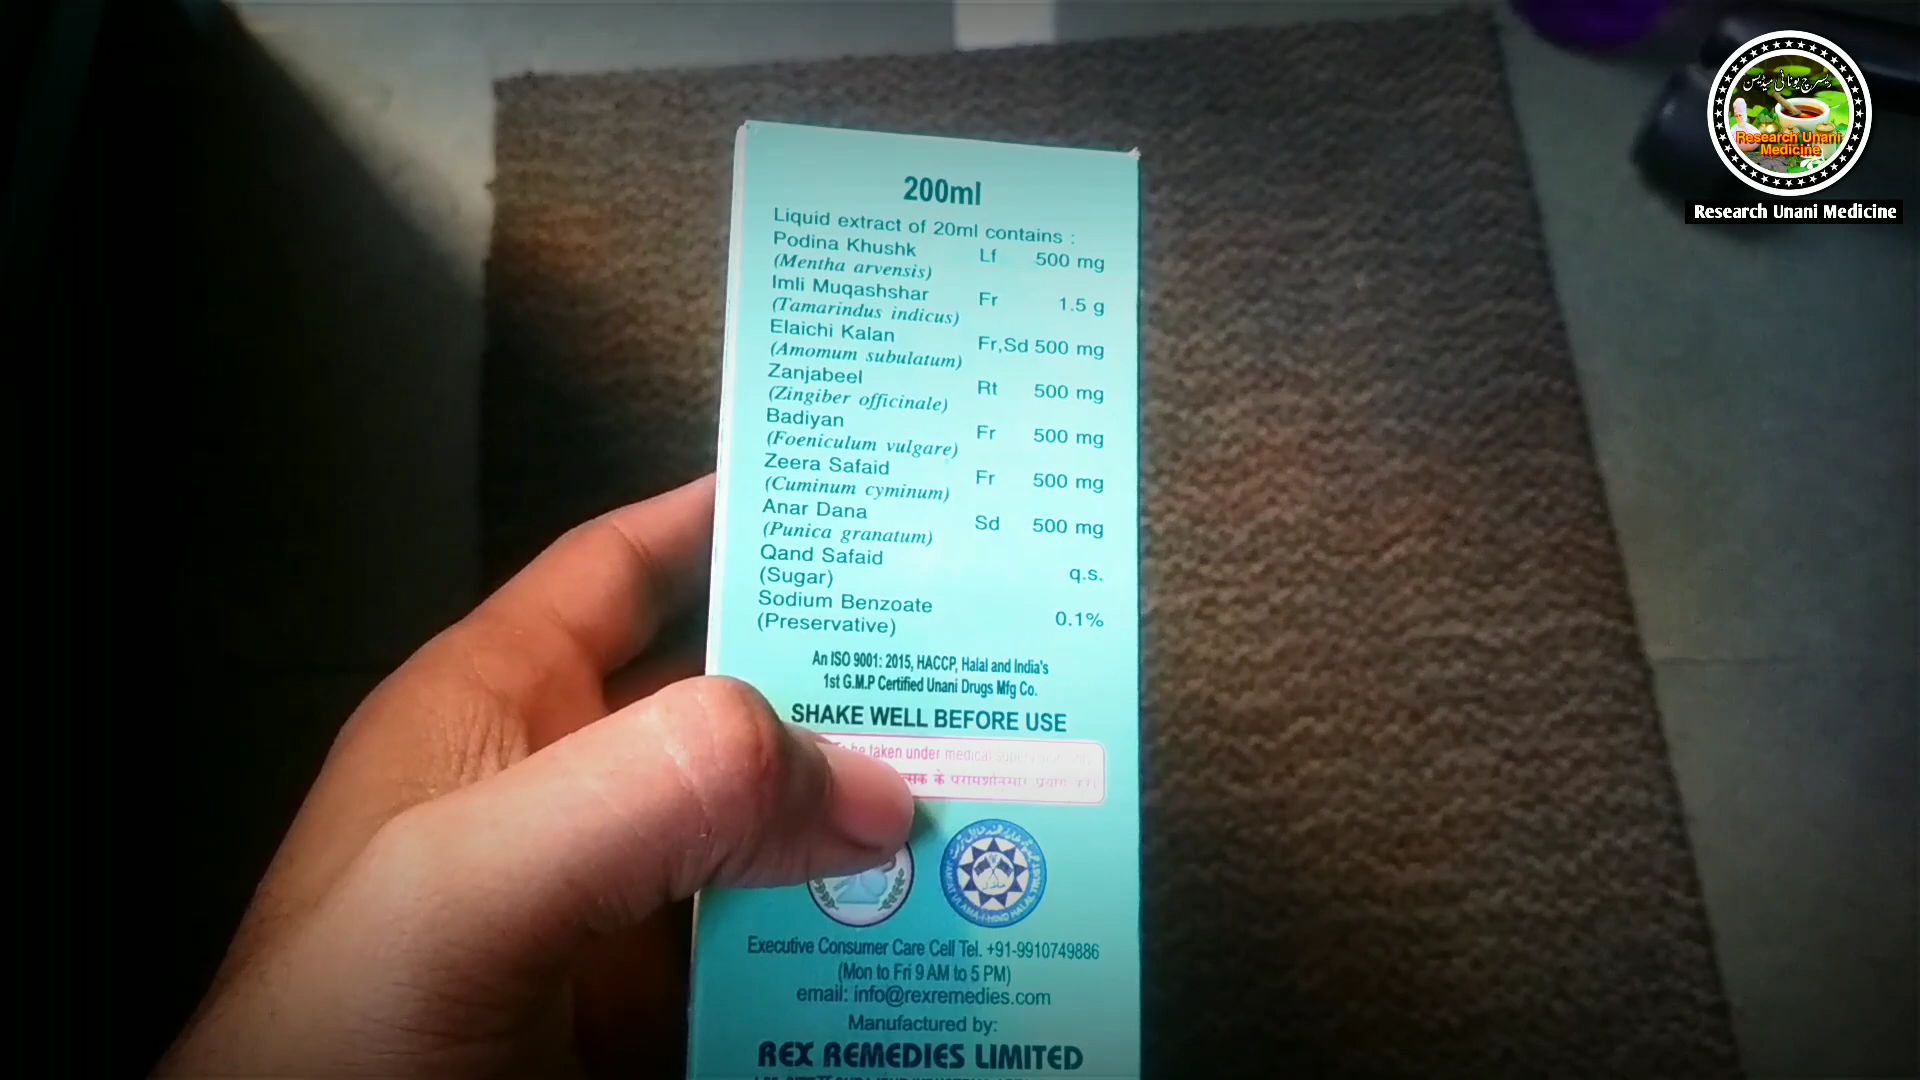 200ml
Liquid extract of 20ml contains :
Podina Khushk Lf 500 mg
(Mentha arvensis)
Imli Muqashshar Fr 1.5 g
(Tamarindus indicus)
Elaichi Kalan Fr,Sd 500 mg
(Amomum subulatum)
Zanjabeel Rt 500 mg
(Zingiber officinale)
Badiyan Fr 500 mg
(Foeniculum vulgare)
Zeera Safaid Fr 500 mg
(Cuminum cyminum)
Anar Dana Sd 500 mg
(Punica granatum)
Qand Safaid q.s.
(Sugar)
Sodium Benzoate 0.1%
(Preservative)
An ISO 9001: 2015, HACCP, Halal and India's
1st G.M.P Certified Unani Drugs Mfg Co.
SHAKE WELL BEFORE USE
be taken under medical
के परामर्शानुसार प्रयोग करें
Executive Consumer Care Cell Tel. +91-9910749886
(Mon to Fri 9 AM to 5 PM)
email: info@rexremedies.com
Manufactured by:
REX REMEDIES LIMITED
ریسرچ یونانی میڈیسن
Research Unani
Medicine
Research Unani Medicine